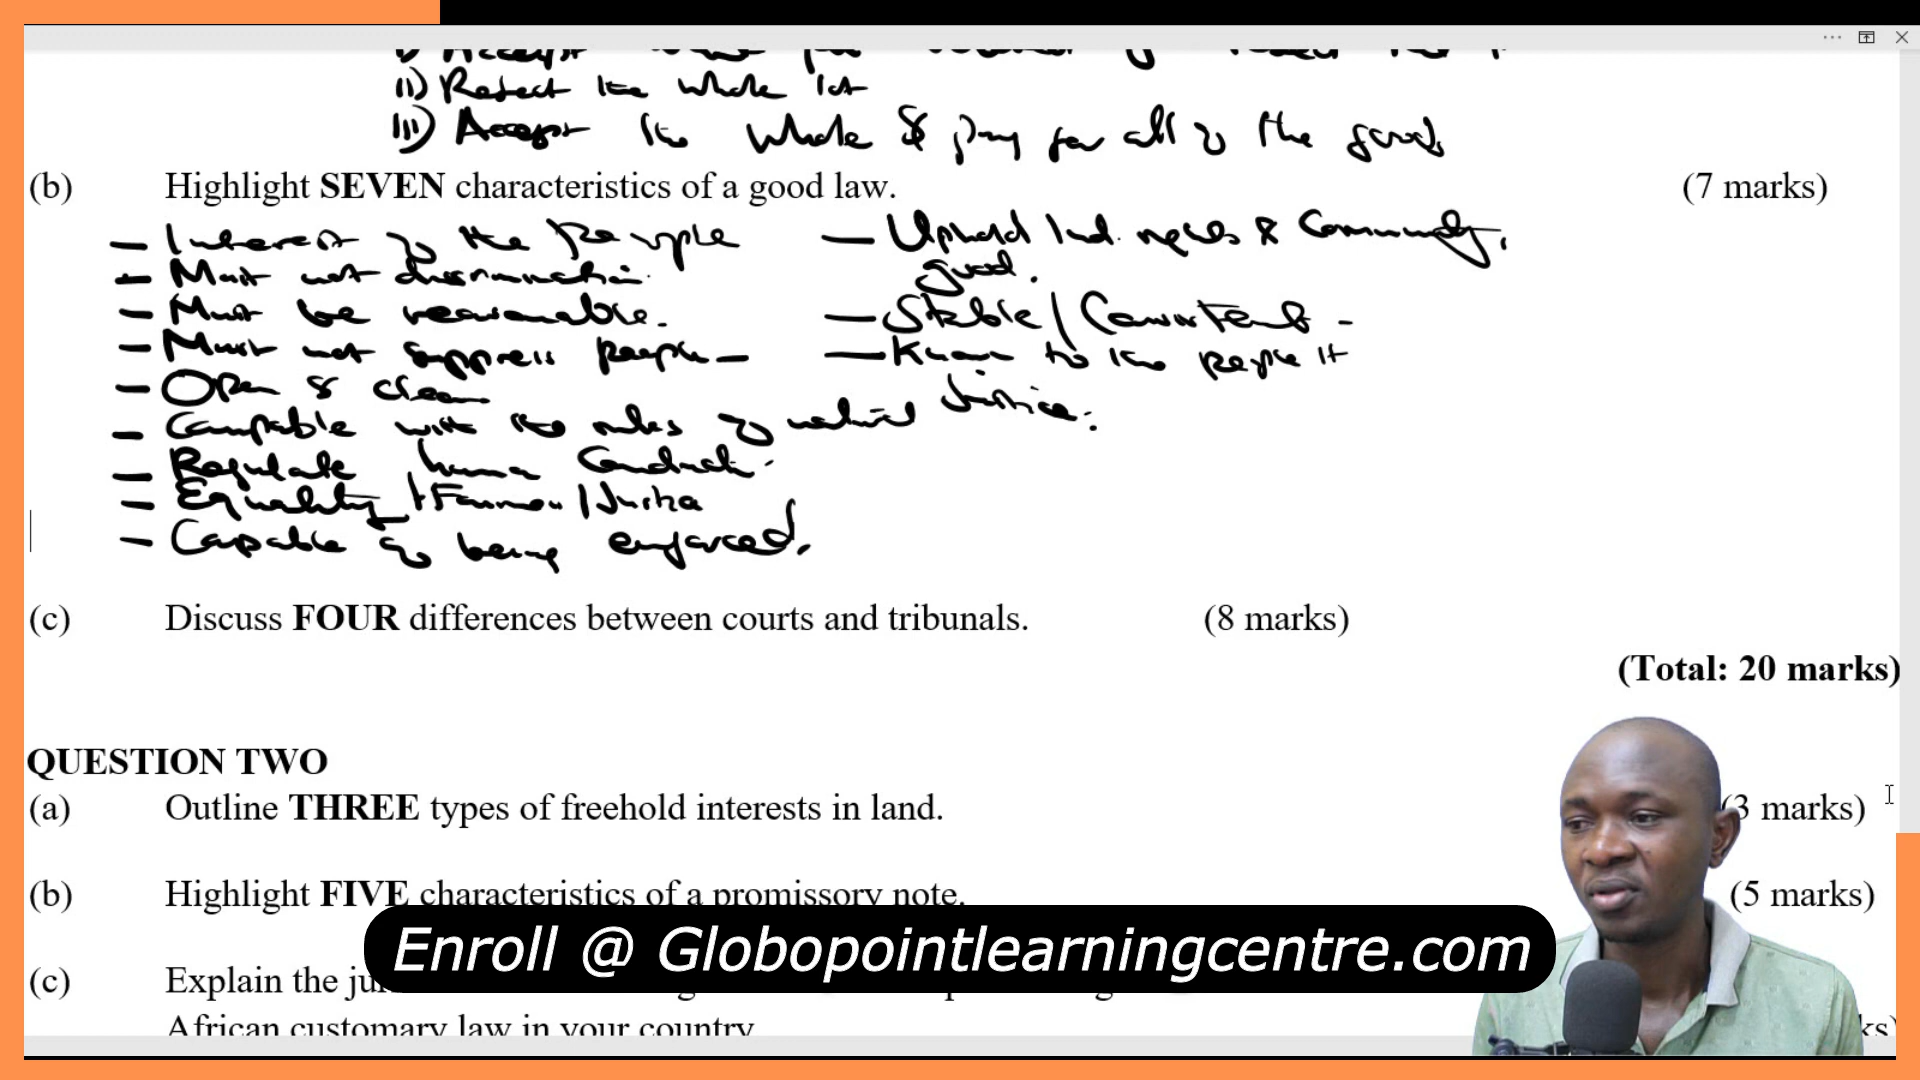 ii) Reject the whole lot
iii) Accept the whole & pay for all of the goods
(b) Highlight SEVEN characteristics of a good law. (7 marks)
— Interest of the people
— Must not discriminate
— Must be reasonable.
— Must not suppress people —
— Open & clear
— Compatible with the rules of natural Justice.
— Regulate human Conduct.
— Equality / Fairness / Justice
— Capable of being enforced.
— Uphold Ind. rights & Community
good.
— Stable / Consistent -
— Known to the people it
(c) Discuss FOUR differences between courts and tribunals. (8 marks)
(Total: 20 marks)
QUESTION TWO
(a) Outline THREE types of freehold interests in land. (3 marks)
(b) Highlight FIVE characteristics of a promissory note. (5 marks)
Enroll @ Globopointlearningcentre.com
(c) Explain the
African customary law in your country